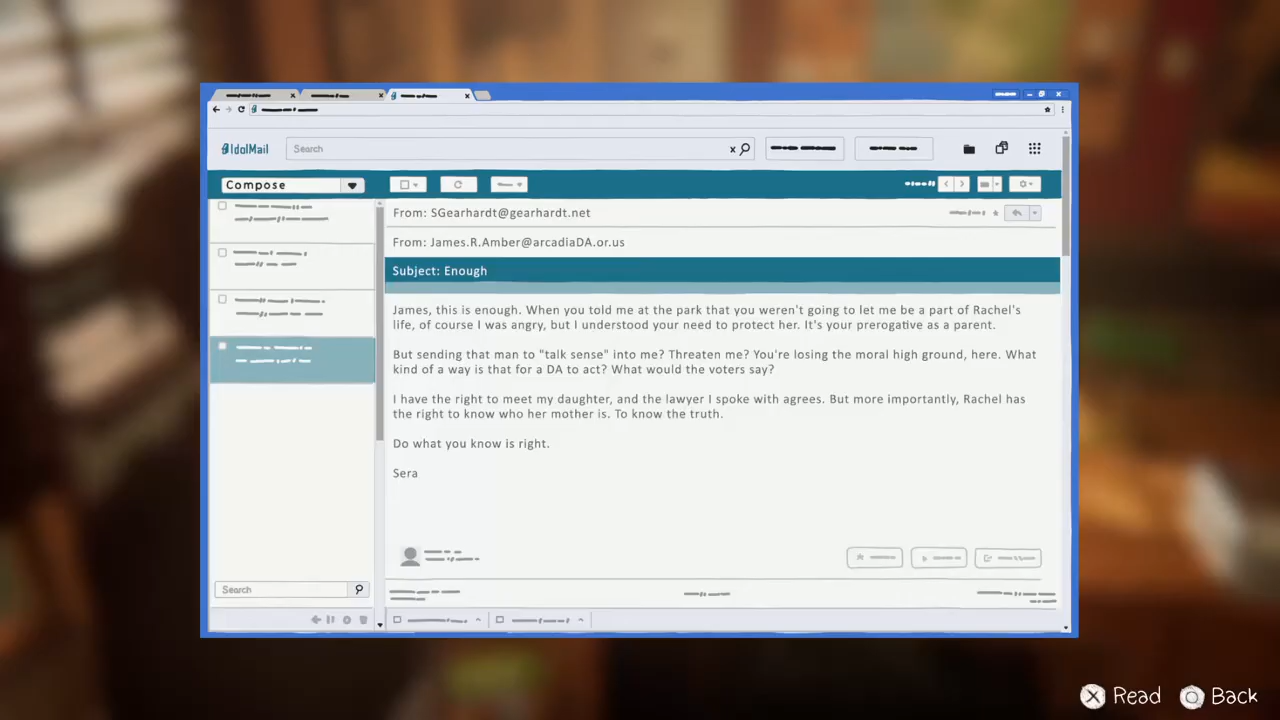 IdolMail
Search
x
Compose
From: SGearhardt@gearhardt.net
From: James.R.Amber@arcadiaDA.or.us
Subject: Enough
James, this is enough. When you told me at the park that you weren't going to let me be a part of Rachel's
life, of course I was angry, but I understood your need to protect her. It's your prerogative as a parent.
But sending that man to "talk sense" into me? Threaten me? You're losing the moral high ground, here. What
kind of a way is that for a DA to act? What would the voters say?
I have the right to meet my daughter, and the lawyer I spoke with agrees. But more importantly, Rachel has
the right to know who her mother is. To know the truth.
Do what you know is right.
Sera
Search
Read
Back